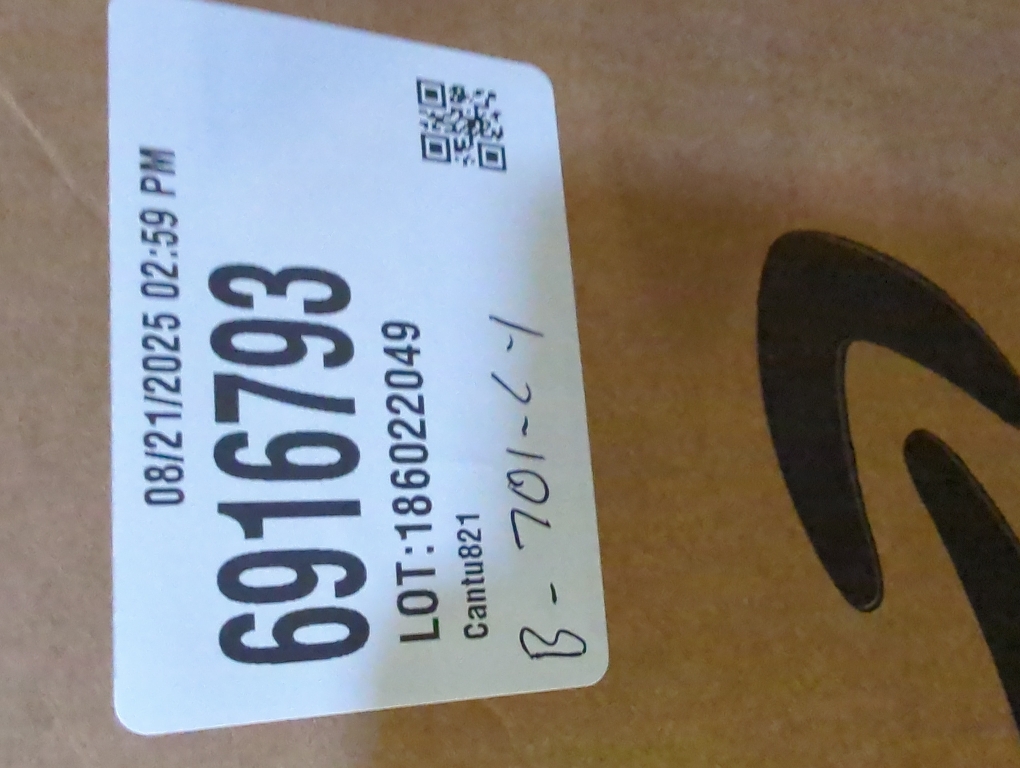 08/21/2025 02:59 PM
6916793
LOT:186022049
Cantu821
B - 701-L-1